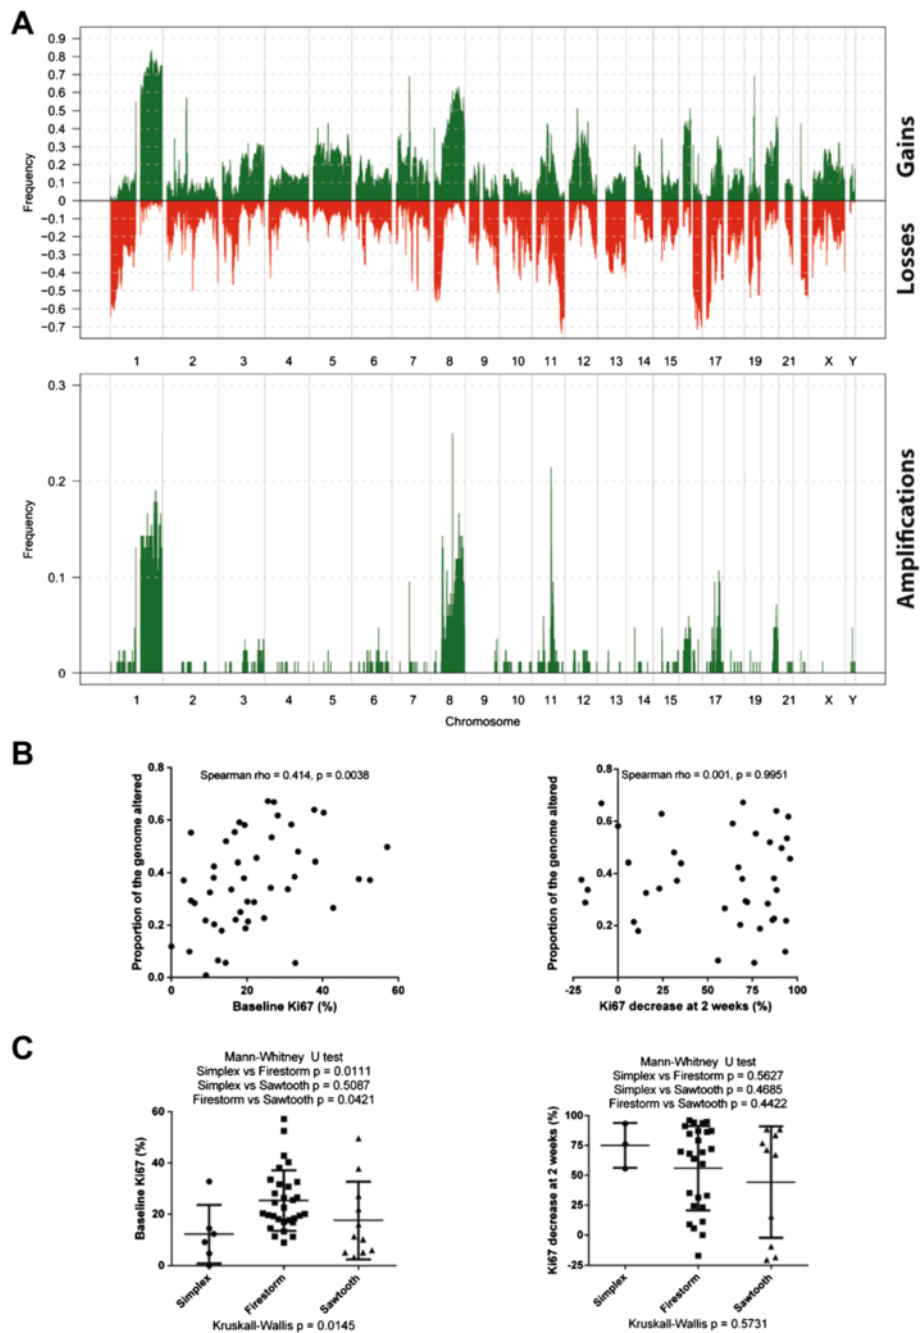 A
0.9
0.8
0.7
0.6
0.5
0.4
0.3
0.2
0.1
0
−0.1
−0.2
−0.3
−0.4
−0.5
−0.6
−0.7
Frequency
Gains
Losses
1 2 3 4 5 6 7 8 9 10 11 12 13 14 15 17 19 21 X Y
0.3
0.2
0.1
0
Frequency
Amplifications
1 2 3 4 5 6 7 8 9 10 11 12 13 14 15 17 19 21 X Y
Chromosome
B
Spearman rho = 0.414, p = 0.0038
Proportion of the genome altered
0.8
0.6
0.4
0.2
0.0
0 20 40 60
Baseline Ki67 (%)
Spearman rho = 0.001, p = 0.9951
Proportion of the genome altered
0.8
0.6
0.4
0.2
0.0
-25 0 25 50 75 100
Ki67 decrease at 2 weeks (%)
C
Mann-Whitney U test
Simplex vs Firestorm p = 0.0111
Simplex vs Sawtooth p = 0.5087
Firestorm vs Sawtooth p = 0.0421
Baseline Ki67 (%)
60
40
20
0
Simplex
Firestorm
Sawtooth
Kruskall-Wallis p = 0.0145
Mann-Whitney U test
Simplex vs Firestorm p = 0.5627
Simplex vs Sawtooth p = 0.4685
Firestorm vs Sawtooth p = 0.4422
Ki67 decrease at 2 weeks (%)
100
75
50
25
0
-25
Simplex
Firestorm
Sawtooth
Kruskall-Wallis p = 0.5731